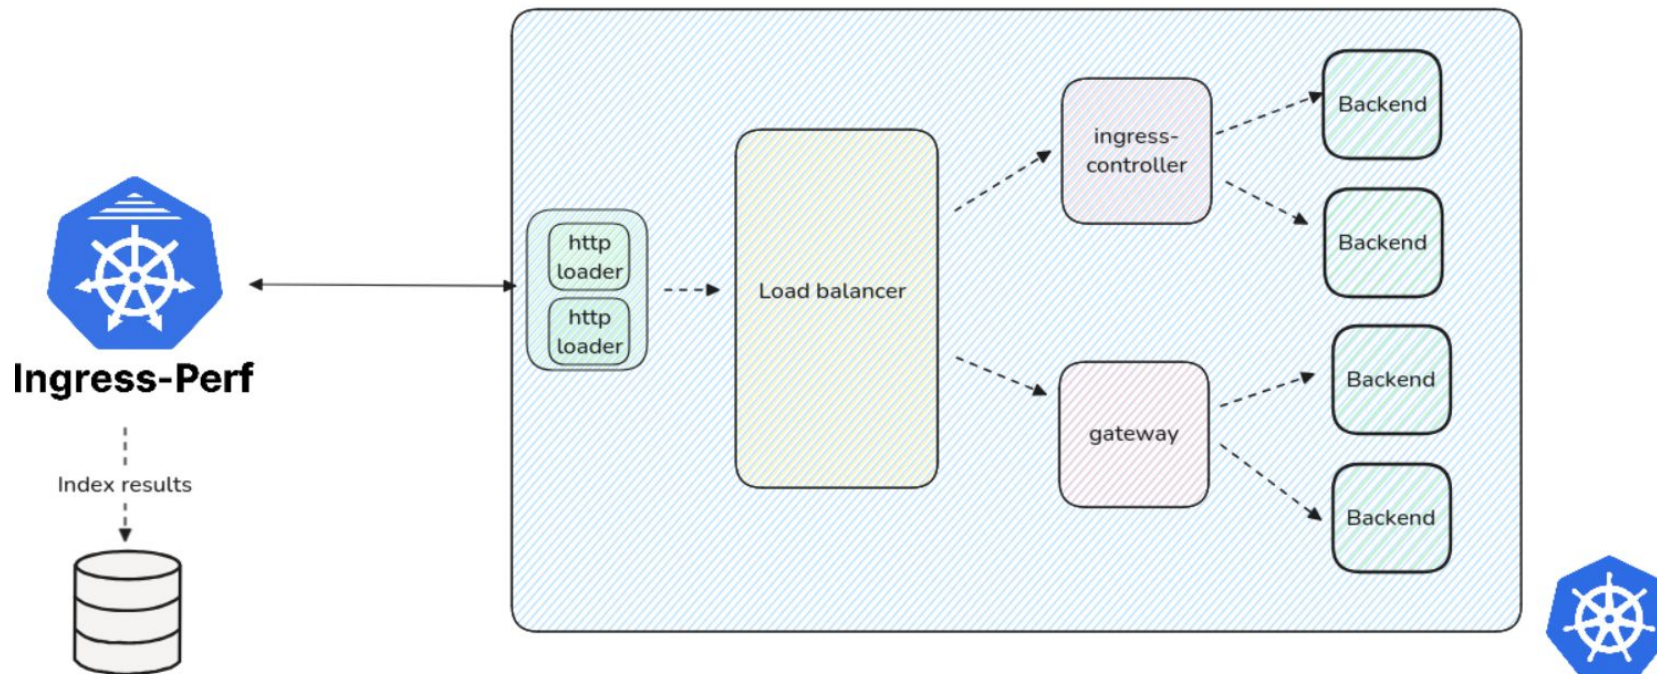 Ingress-Perf
Index results
http
loader
http
loader
Load balancer
ingress-
controller
gateway
Backend
Backend
Backend
Backend